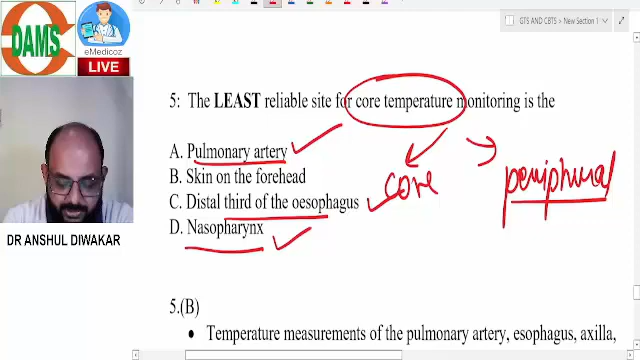 DAMS
eMedicoz
LIVE
GTS AND CBTS
New Section 1
5: The LEAST reliable site for core temperature monitoring is the
A. Pulmonary artery
B. Skin on the forehead
C. Distal third of the oesophagus
D. Nasopharynx
core
peripheral
DR ANSHUL DIWAKAR
5.(B)
• Temperature measurements of the pulmonary artery, esophagus, axilla,